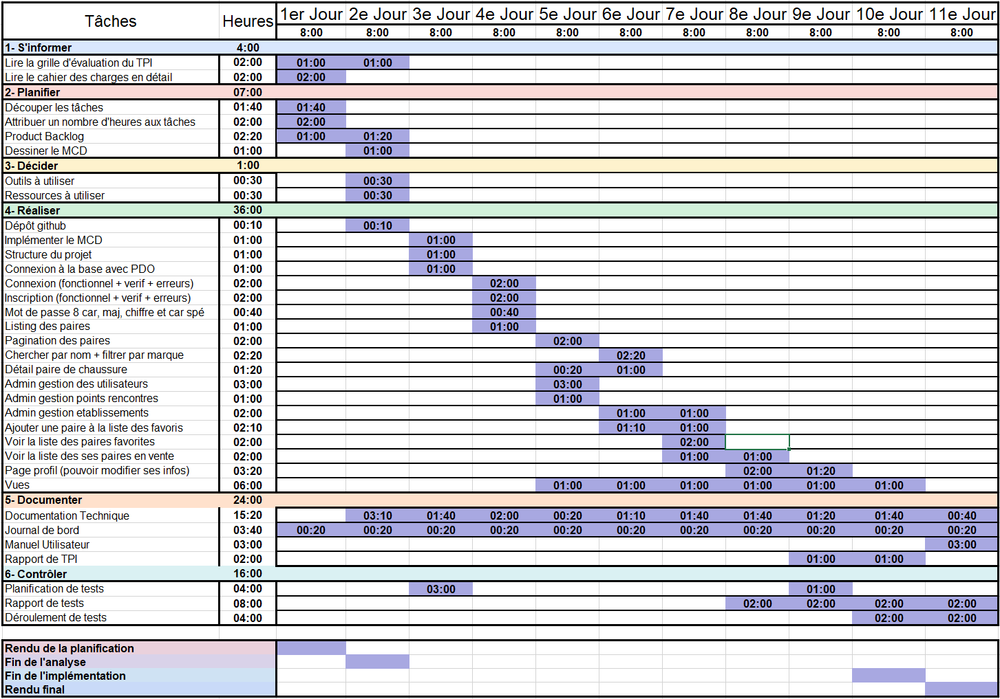 Tâches Heures 1er Jour 2e Jour 3e Jour 4e Jour 5e Jour 6e Jour 7e Jour 8e Jour 9e Jour 10e Jour 11e Jour
8:00 8:00 8:00 8:00 8:00 8:00 8:00 8:00 8:00 8:00 8:00
1- S'informer 4:00
Lire la grille d'évaluation du TPI 02:00 01:00 01:00
Lire le cahier des charges en détail 02:00 02:00
2- Planifier 07:00
Découper les tâches 01:40 01:40
Attribuer un nombre d'heures aux tâches 02:00 02:00
Product Backlog 02:20 01:00 01:20
Dessiner le MCD 01:00 01:00
3- Décider 1:00
Outils à utiliser 00:30 00:30
Ressources à utiliser 00:30 00:30
4- Réaliser 36:00
Dépôt github 00:10 00:10
Implémenter le MCD 01:00 01:00
Structure du projet 01:00 01:00
Connexion à la base avec PDO 01:00 01:00
Connexion (fonctionnel + verif + erreurs) 02:00 02:00
Inscription (fonctionnel + verif + erreurs) 02:00 02:00
Mot de passe 8 car, maj, chiffre et car spé 00:40 00:40
Listing des paires 01:00 01:00
Pagination des paires 02:00 02:00
Chercher par nom + filtrer par marque 02:20 02:20
Détail paire de chaussure 01:20 00:20 01:00
Admin gestion des utilisateurs 03:00 03:00
Admin gestion points rencontres 01:00 01:00
Admin gestion etablissements 02:00 01:00 01:00
Ajouter une paire à la liste des favoris 02:10 01:10 01:00
Voir la liste des paires favorites 02:00 02:00
Voir la liste des ses paires en vente 02:00 01:00 01:00
Page profil (pouvoir modifier ses infos) 03:20 02:00 01:20
Vues 06:00 01:00 01:00 01:00 01:00 01:00 01:00
5- Documenter 24:00
Documentation Technique 15:20 03:10 01:40 02:00 00:20 01:10 01:40 01:40 01:20 01:40 00:40
Journal de bord 03:40 00:20 00:20 00:20 00:20 00:20 00:20 00:20 00:20 00:20 00:20 00:20
Manuel Utilisateur 03:00 03:00
Rapport de TPI 02:00 01:00 01:00
6- Contrôler 16:00
Planification de tests 04:00 03:00 01:00
Rapport de tests 08:00 02:00 02:00 02:00 02:00
Déroulement de tests 04:00 02:00 02:00
Rendu de la planification
Fin de l'analyse
Fin de l'implémentation
Rendu final